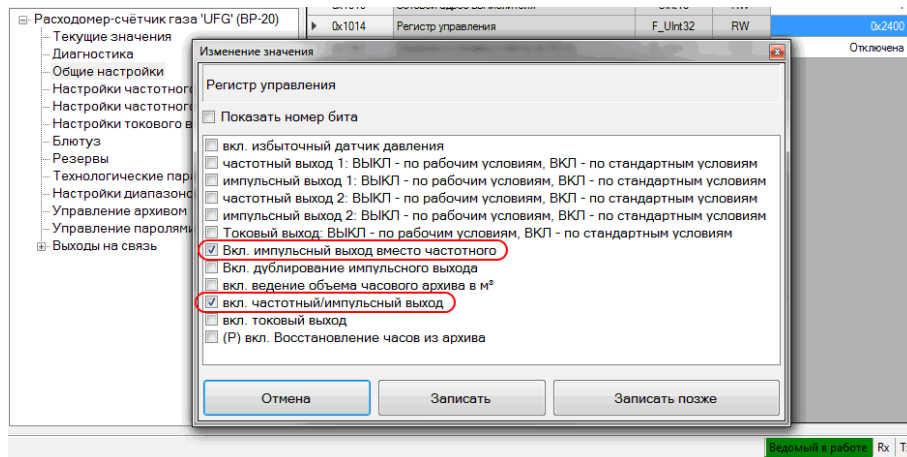 Расходомер-счётчик газа 'UFG' (ВР-20)
Текущие значения
Диагностика
Общие настройки
Настройки частотног
Настройки частотног
Настройки токового в
Блютуз
Резервы
Технологические пар
Настройки диапазоно
Управление архивом
Управление паролям
Выходы на связь
0x1014 Регистр управления F_UInt32 RW 0x2400
Отключена
Изменение значения
Регистр управления
Показать номер бита
вкл. избыточный датчик давления
частотный выход 1: ВЫКЛ - по рабочим условиям, ВКЛ - по стандартным условиям
импульсный выход 1: ВЫКЛ - по рабочим условиям, ВКЛ - по стандартным условиям
частотный выход 2: ВЫКЛ - по рабочим условиям, ВКЛ - по стандартным условиям
импульсный выход 2: ВЫКЛ - по рабочим условиям, ВКЛ - по стандартным условиям
Токовый выход: ВЫКЛ - по рабочим условиям, ВКЛ - по стандартным условиям
Вкл. импульсный выход вместо частотного
Вкл. дублирование импульсного выхода
вкл. ведение объема часового архива в м³
вкл. частотный/импульсный выход
вкл. токовый выход
(Р) вкл. Восстановление часов из архива
Отмена Записать Записать позже
Ведомый в работе Rx T